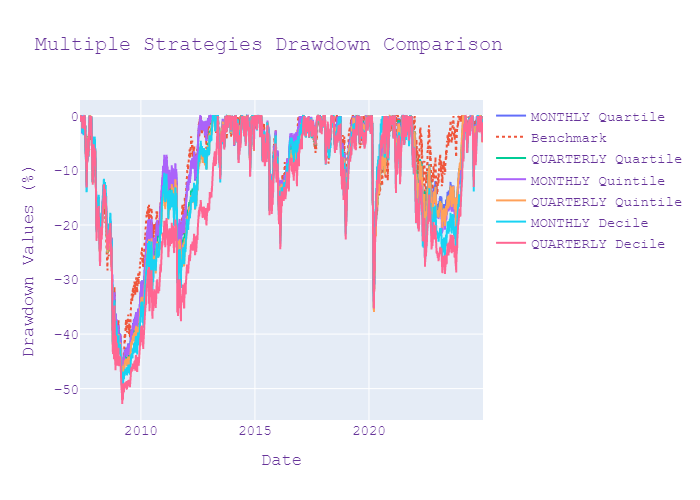 Multiple Strategies Drawdown Comparison
MONTHLY Quartile
Benchmark
QUARTERLY Quartile
MONTHLY Quintile
QUARTERLY Quintile
MONTHLY Decile
QUARTERLY Decile
Drawdown Values (%)
0
−10
−20
−30
−40
−50
2010
2015
2020
Date